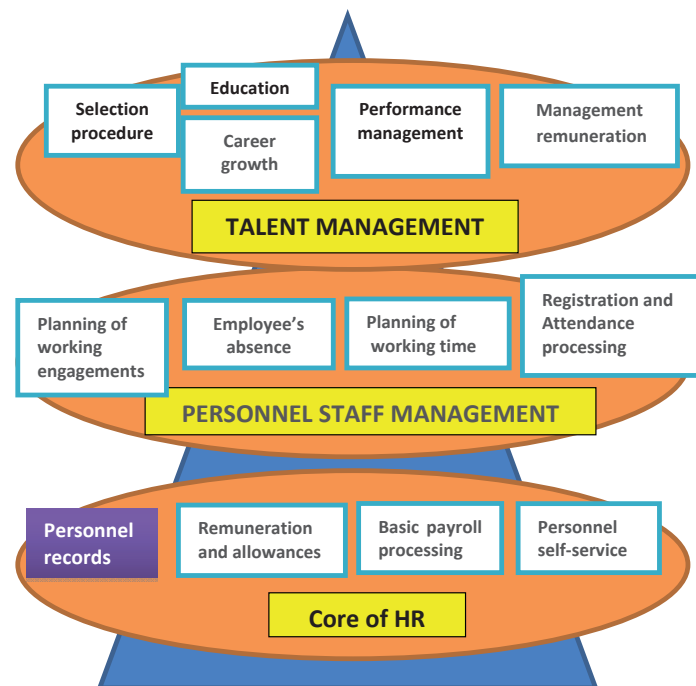 Selection
procedure
Education
Career
growth
Performance
management
Management
remuneration
TALENT MANAGEMENT
Planning of
working
engagements
Employee’s
absence
Planning of
working time
Registration and
Attendance
processing
PERSONNEL STAFF MANAGEMENT
Personnel
records
Remuneration
and allowances
Basic payroll
processing
Personnel
self-service
Core of HR